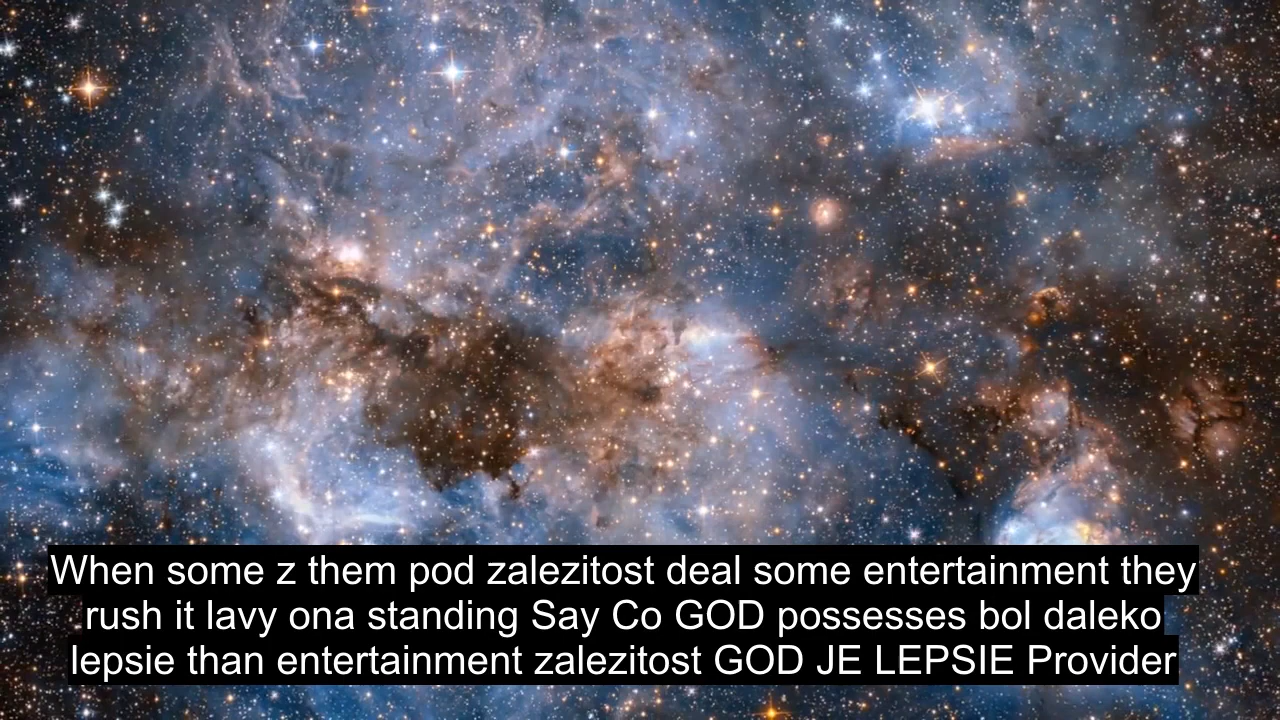 When some z them pod zalezitost deal some entertainment they
rush it lavy ona standing Say Co GOD possesses bol daleko
lepsie than entertainment zalezitost GOD JE LEPSIE Provider